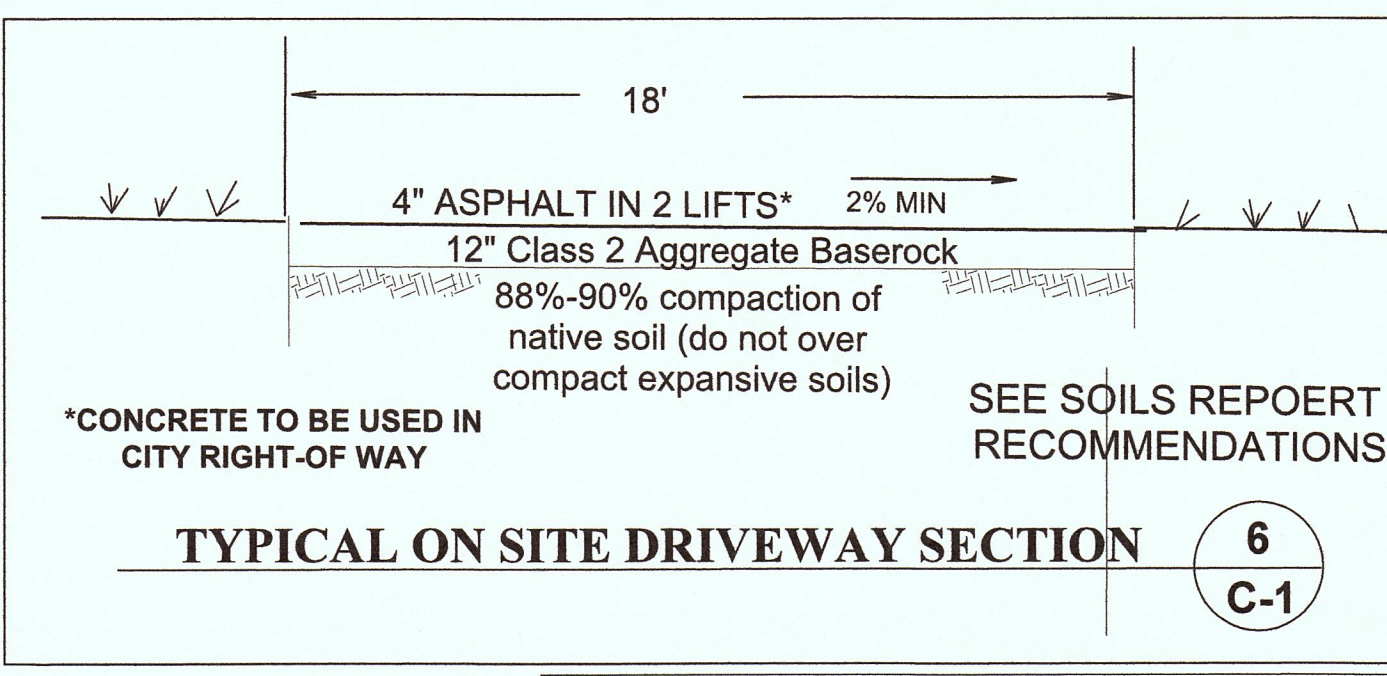 18'
4" ASPHALT IN 2 LIFTS*
2% MIN
12" Class 2 Aggregate Baserock
88%-90% compaction of
native soil (do not over
compact expansive soils)
*CONCRETE TO BE USED IN
CITY RIGHT-OF WAY
SEE SOILS REPOERT
RECOMMENDATIONS
TYPICAL ON SITE DRIVEWAY SECTION
6
C-1